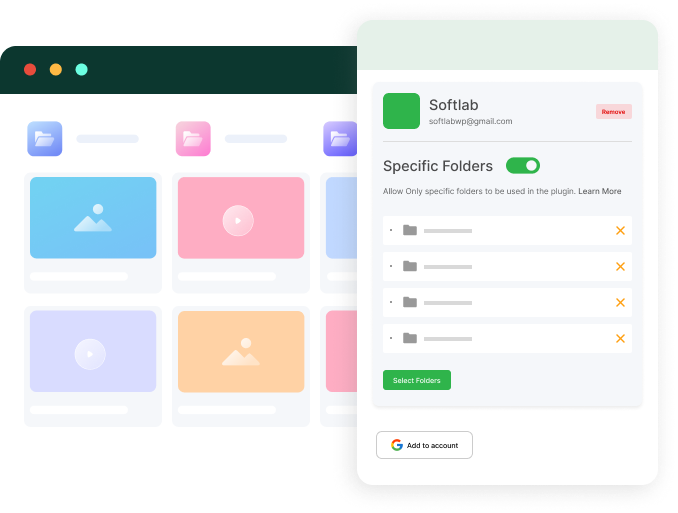 Softlab
softlabwp@gmail.com
Remove
Specific Folders
Allow Only specific folders to be used in the plugin. Learn More
Select Folders
Add to account